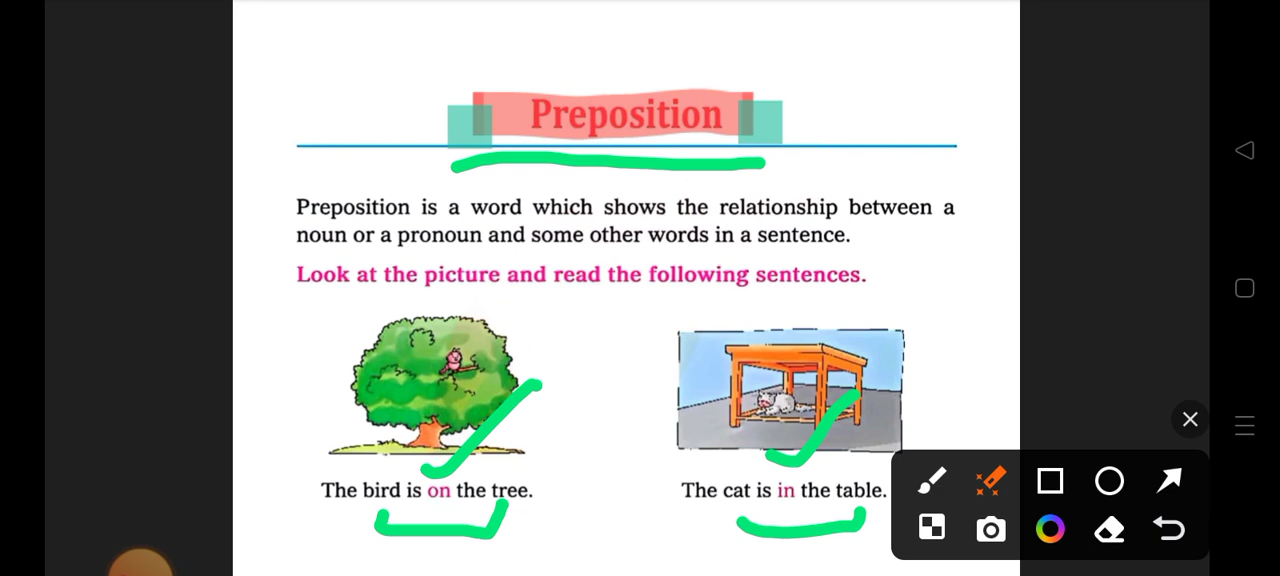 Preposition
Preposition is a word which shows the relationship between a
noun or a pronoun and some other words in a sentence.
Look at the picture and read the following sentences.
The bird is on the tree.
The cat is in the table.